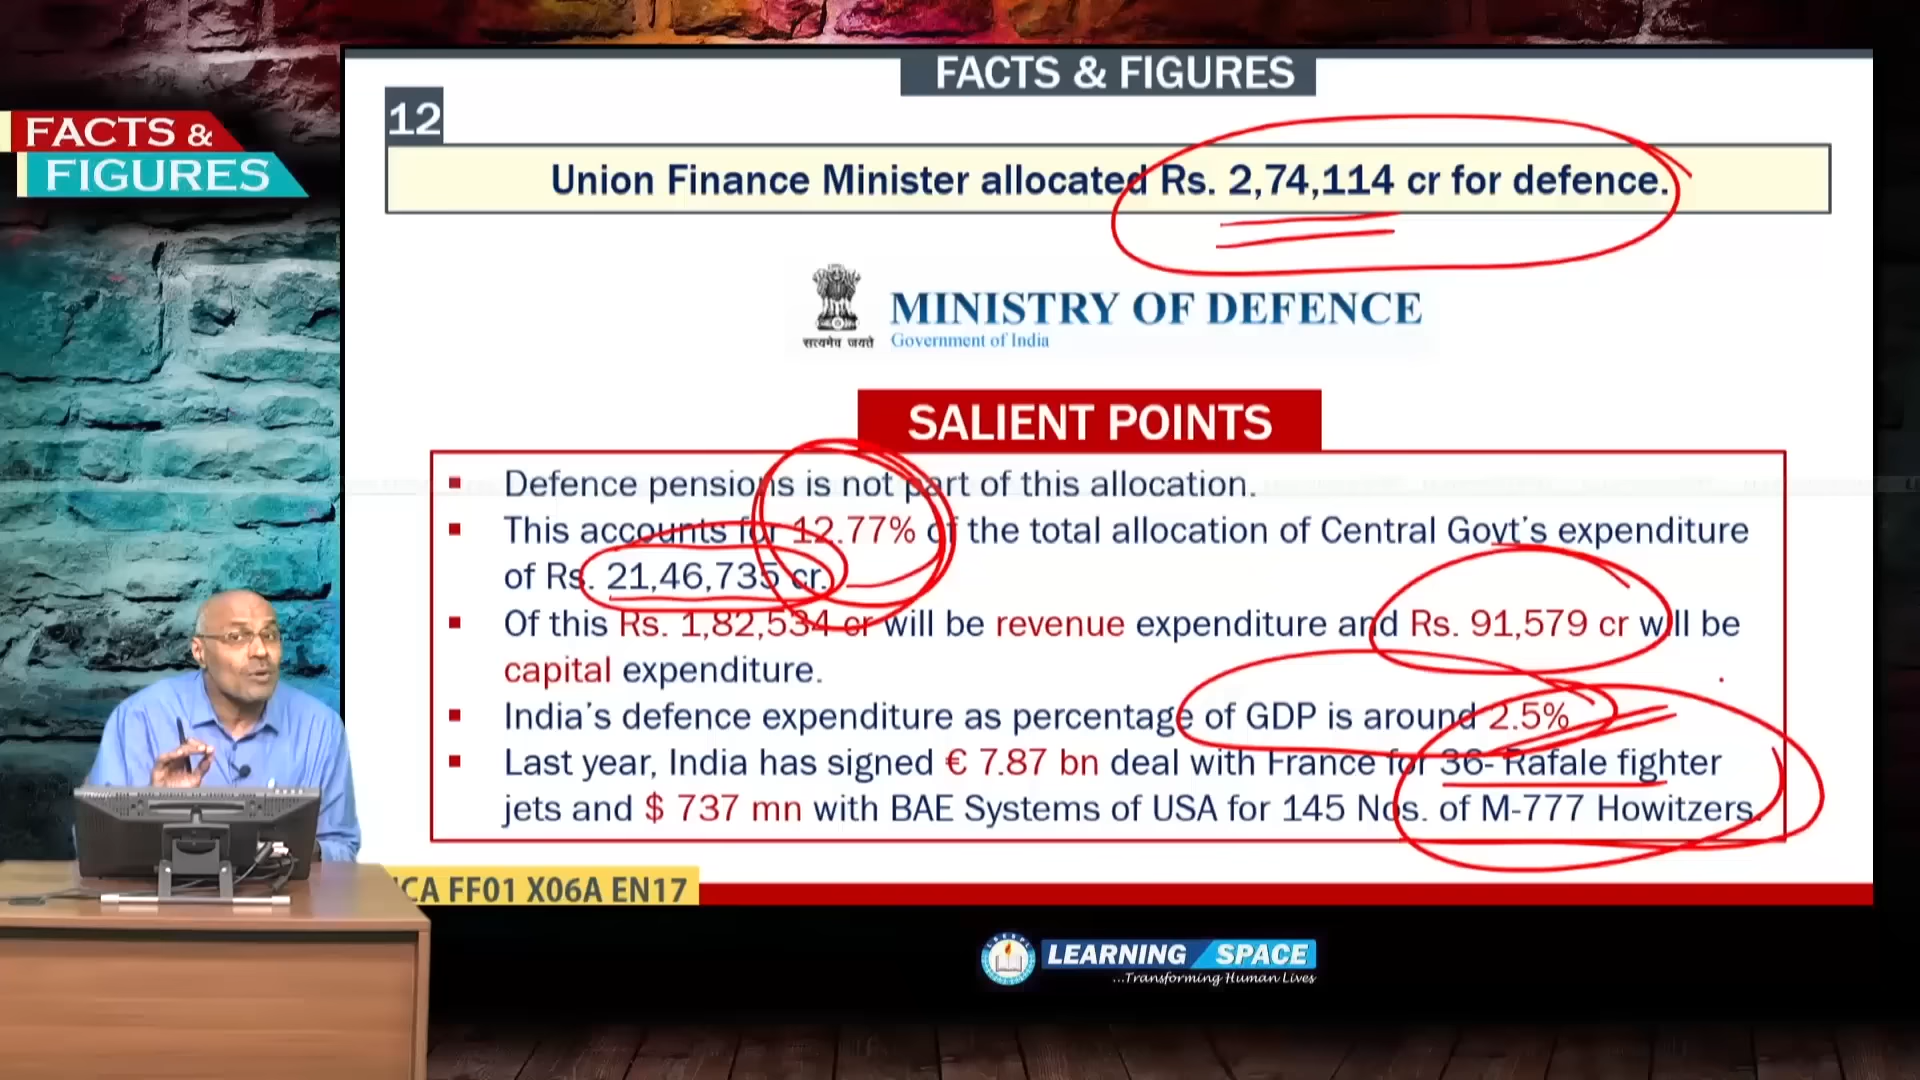 FACTS & FIGURES
12
FACTS &
FIGURES
Union Finance Minister allocated Rs. 2,74,114 cr for defence.
MINISTRY OF DEFENCE
सत्यमेव जयते
Government of India
SALIENT POINTS
▪ Defence pensions is not part of this allocation.
▪ This accounts for 12.77% of the total allocation of Central Govt's expenditure
of Rs. 21,46,735 cr.
▪ Of this Rs. 1,82,534 cr will be revenue expenditure and Rs. 91,579 cr will be
capital expenditure.
▪ India's defence expenditure as percentage of GDP is around 2.5%
▪ Last year, India has signed € 7.87 bn deal with France for 36- Rafale fighter
jets and $ 737 mn with BAE Systems of USA for 145 Nos. of M-777 Howitzers.
CA FF01 X06A EN17
LEARNING SPACE
...Transforming Human Lives